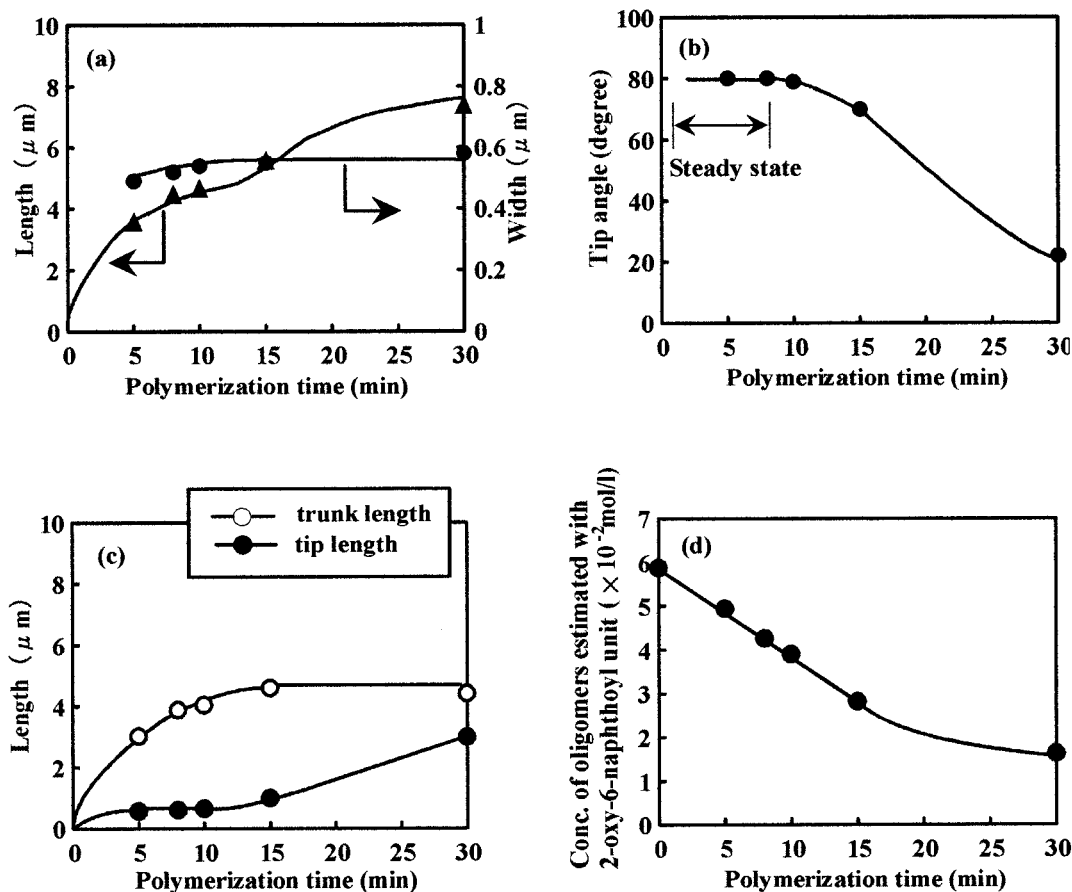 (a)
10
8
6
4
2
0
Length ( μ m)
1
0.8
0.6
0.4
0.2
0
Width ( μ m)
0 5 10 15 20 25 30
Polymerization time (min)
(b)
100
80
60
40
20
0
Tip angle (degree)
Steady state
0 5 10 15 20 25 30
Polymerization time (min)
trunk length
tip length
(c)
10
8
6
4
2
0
Length ( μ m)
0 5 10 15 20 25 30
Polymerization time (min)
(d)
7
6
5
4
3
2
1
0
Conc. of oligomers estimated with
2-oxy-6-naphthoyl unit ( ×10⁻²mol/l)
0 5 10 15 20 25 30
Polymerization time (min)